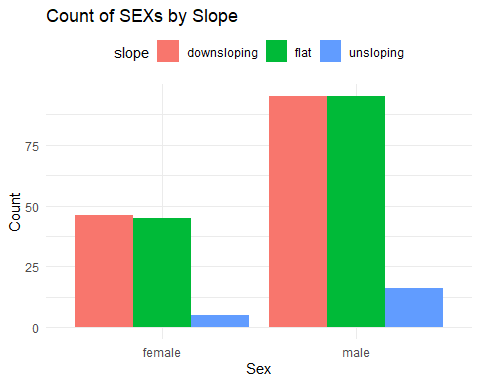 Count of SEXs by Slope
slope downsloping flat unsloping
Count
75
50
25
0
female male
Sex